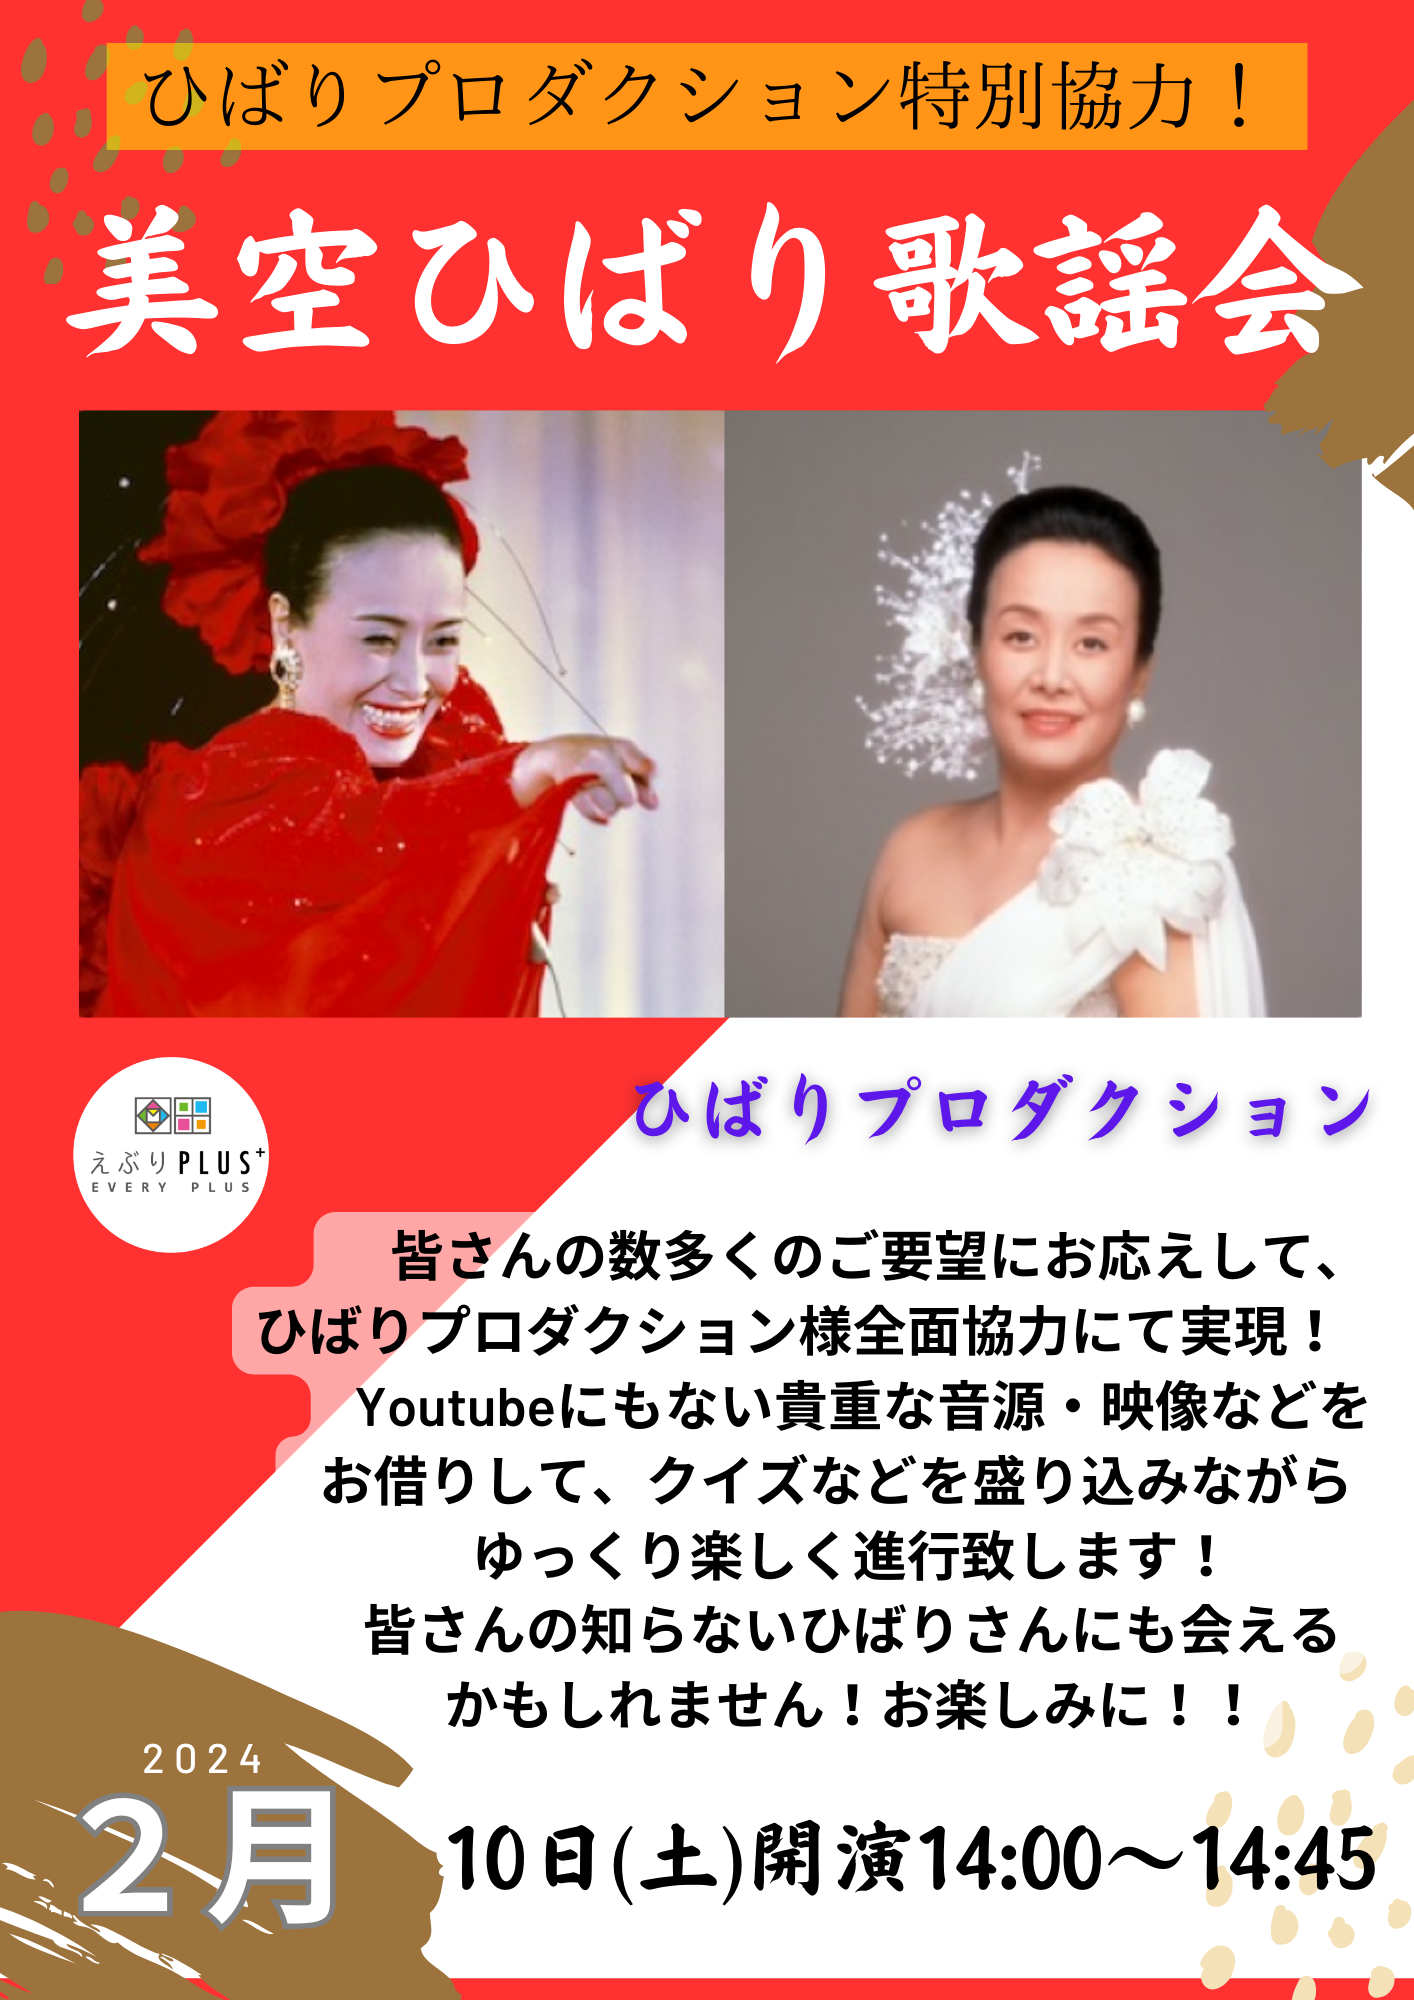 ひばりプロダクション特別協力！
美空ひばり歌謡会
ひばりプロダクション
えぶりPLUS+
EVERY PLUS
皆さんの数多くのご要望にお応えして、
ひばりプロダクション様全面協力にて実現！
Youtubeにもない貴重な音源・映像などを
お借りして、クイズなどを盛り込みながら
ゆっくり楽しく進行致します！
皆さんの知らないひばりさんにも会える
かもしれません！お楽しみに！！
2024
2月
10日(土)開演14:00〜14:45